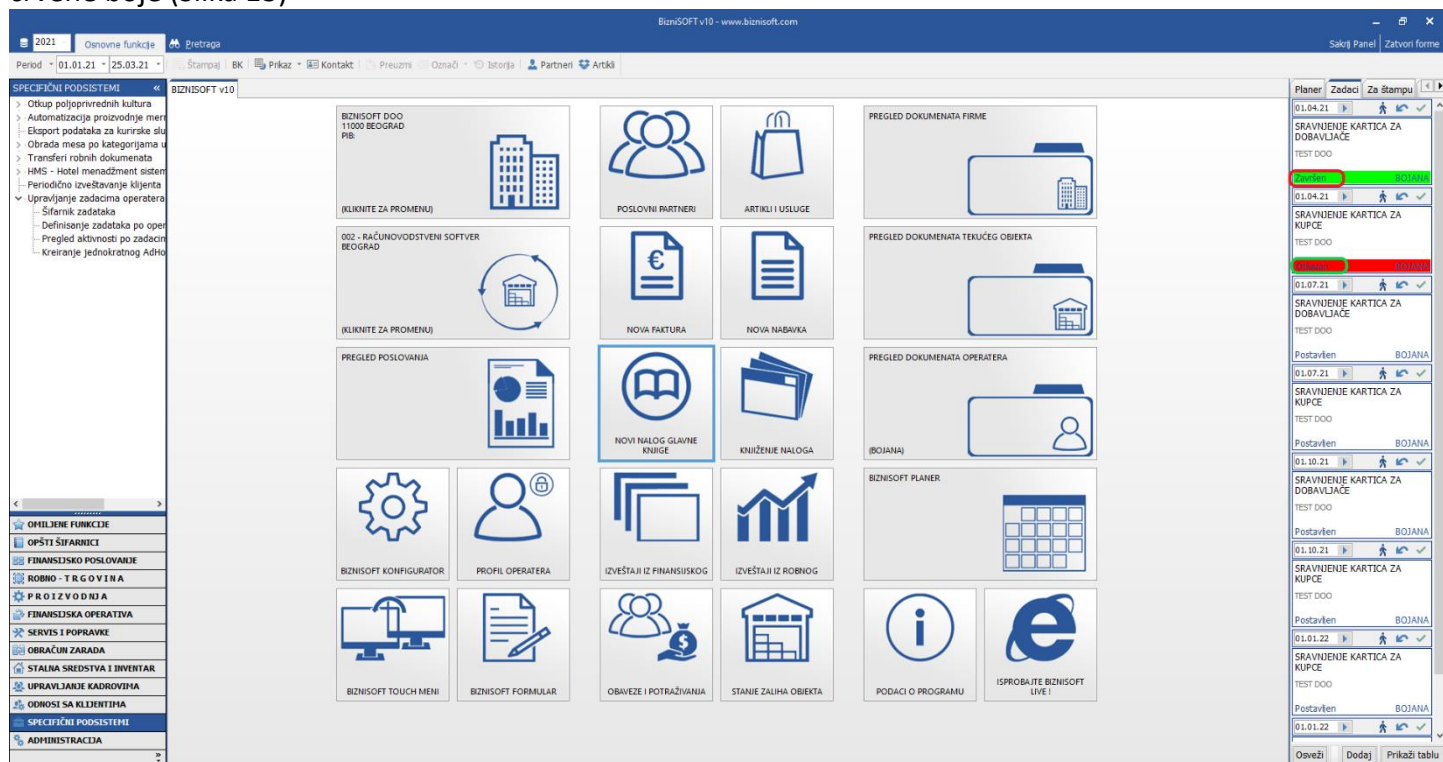 BizniSOFT v10 - www.biznisoft.com
2021 Osnovne funkcije Pretraga Sakrij Panel Zatvori forme
Period 01.01.21 25.03.21 Štampaj BK Prikaz Kontakt Preuzmi Označi Istorija Partneri Artikli
SPECIFIČNI PODSISTEMI «
Otkup poljoprivrednih kultura
Automatizacija proizvodnje mern
Eksport podataka za kurirske slu
Obrada mesa po kategorijama u
Transferi robnih dokumenata
HMS - Hotel menadžment sistem
Periodično izveštavanje klijenta
Upravljanje zadacima operatera
Šifarnik zadataka
Definisanje zadataka po oper
Pregled aktivnosti po zadacim
Kreiranje jednokratnog AdHo
OMILJENE FUNKCIJE
OPŠTI ŠIFARNICI
FINANSIJSKO POSLOVANJE
ROBNO - T R G O V I N A
P R O I Z V O D NJ A
FINANSIJSKA OPERATIVA
SERVIS I POPRAVKE
OBRAČUN ZARADA
STALNA SREDSTVA I INVENTAR
UPRAVLJANJE KADROVIMA
ODNOSI SA KLIJENTIMA
SPECIFIČNI PODSISTEMI
ADMINISTRACIJA
BIZNISOFT v10
BIZNISOFT DOO
11000 BEOGRAD
PIB:
(KLIKNITE ZA PROMENU)
POSLOVNI PARTNERI
ARTIKLI I USLUGE
PREGLED DOKUMENATA FIRME
002 - RAČUNOVODSTVENI SOFTVER
BEOGRAD
(KLIKNITE ZA PROMENU)
NOVA FAKTURA
NOVA NABAVKA
PREGLED DOKUMENATA TEKUĆEG OBJEKTA
PREGLED POSLOVANJA
NOVI NALOG GLAVNE
KNJIGE
KNJIŽENJE NALOGA
PREGLED DOKUMENATA OPERATERA
(BOJANA)
BIZNISOFT KONFIGURATOR
PROFIL OPERATERA
IZVEŠTAJI IZ FINANSIJSKOG
IZVEŠTAJI IZ ROBNOG
BIZNISOFT PLANER
BIZNISOFT TOUCH MENI
BIZNISOFT FORMULAR
OBAVEZE I POTRAŽIVANJA
STANJE ZALIHA OBJEKTA
PODACI O PROGRAMU
ISPROBAJTE BIZNISOFT
LIVE !
Planer Zadaci Za štampu
01.04.21
SRAVNJENJE KARTICA ZA
DOBAVLJAČE
TEST DOO
Završen BOJANA
01.04.21
SRAVNJENJE KARTICA ZA
KUPCE
TEST DOO
BOJANA
01.07.21
SRAVNJENJE KARTICA ZA
DOBAVLJAČE
TEST DOO
Postavljen BOJANA
01.07.21
SRAVNJENJE KARTICA ZA
KUPCE
TEST DOO
Postavljen BOJANA
01.10.21
SRAVNJENJE KARTICA ZA
DOBAVLJAČE
TEST DOO
Postavljen BOJANA
01.10.21
SRAVNJENJE KARTICA ZA
KUPCE
TEST DOO
Postavljen BOJANA
01.01.22
SRAVNJENJE KARTICA ZA
KUPCE
TEST DOO
Postavljen BOJANA
01.01.22
Osveži Dodaj Prikaži tablu